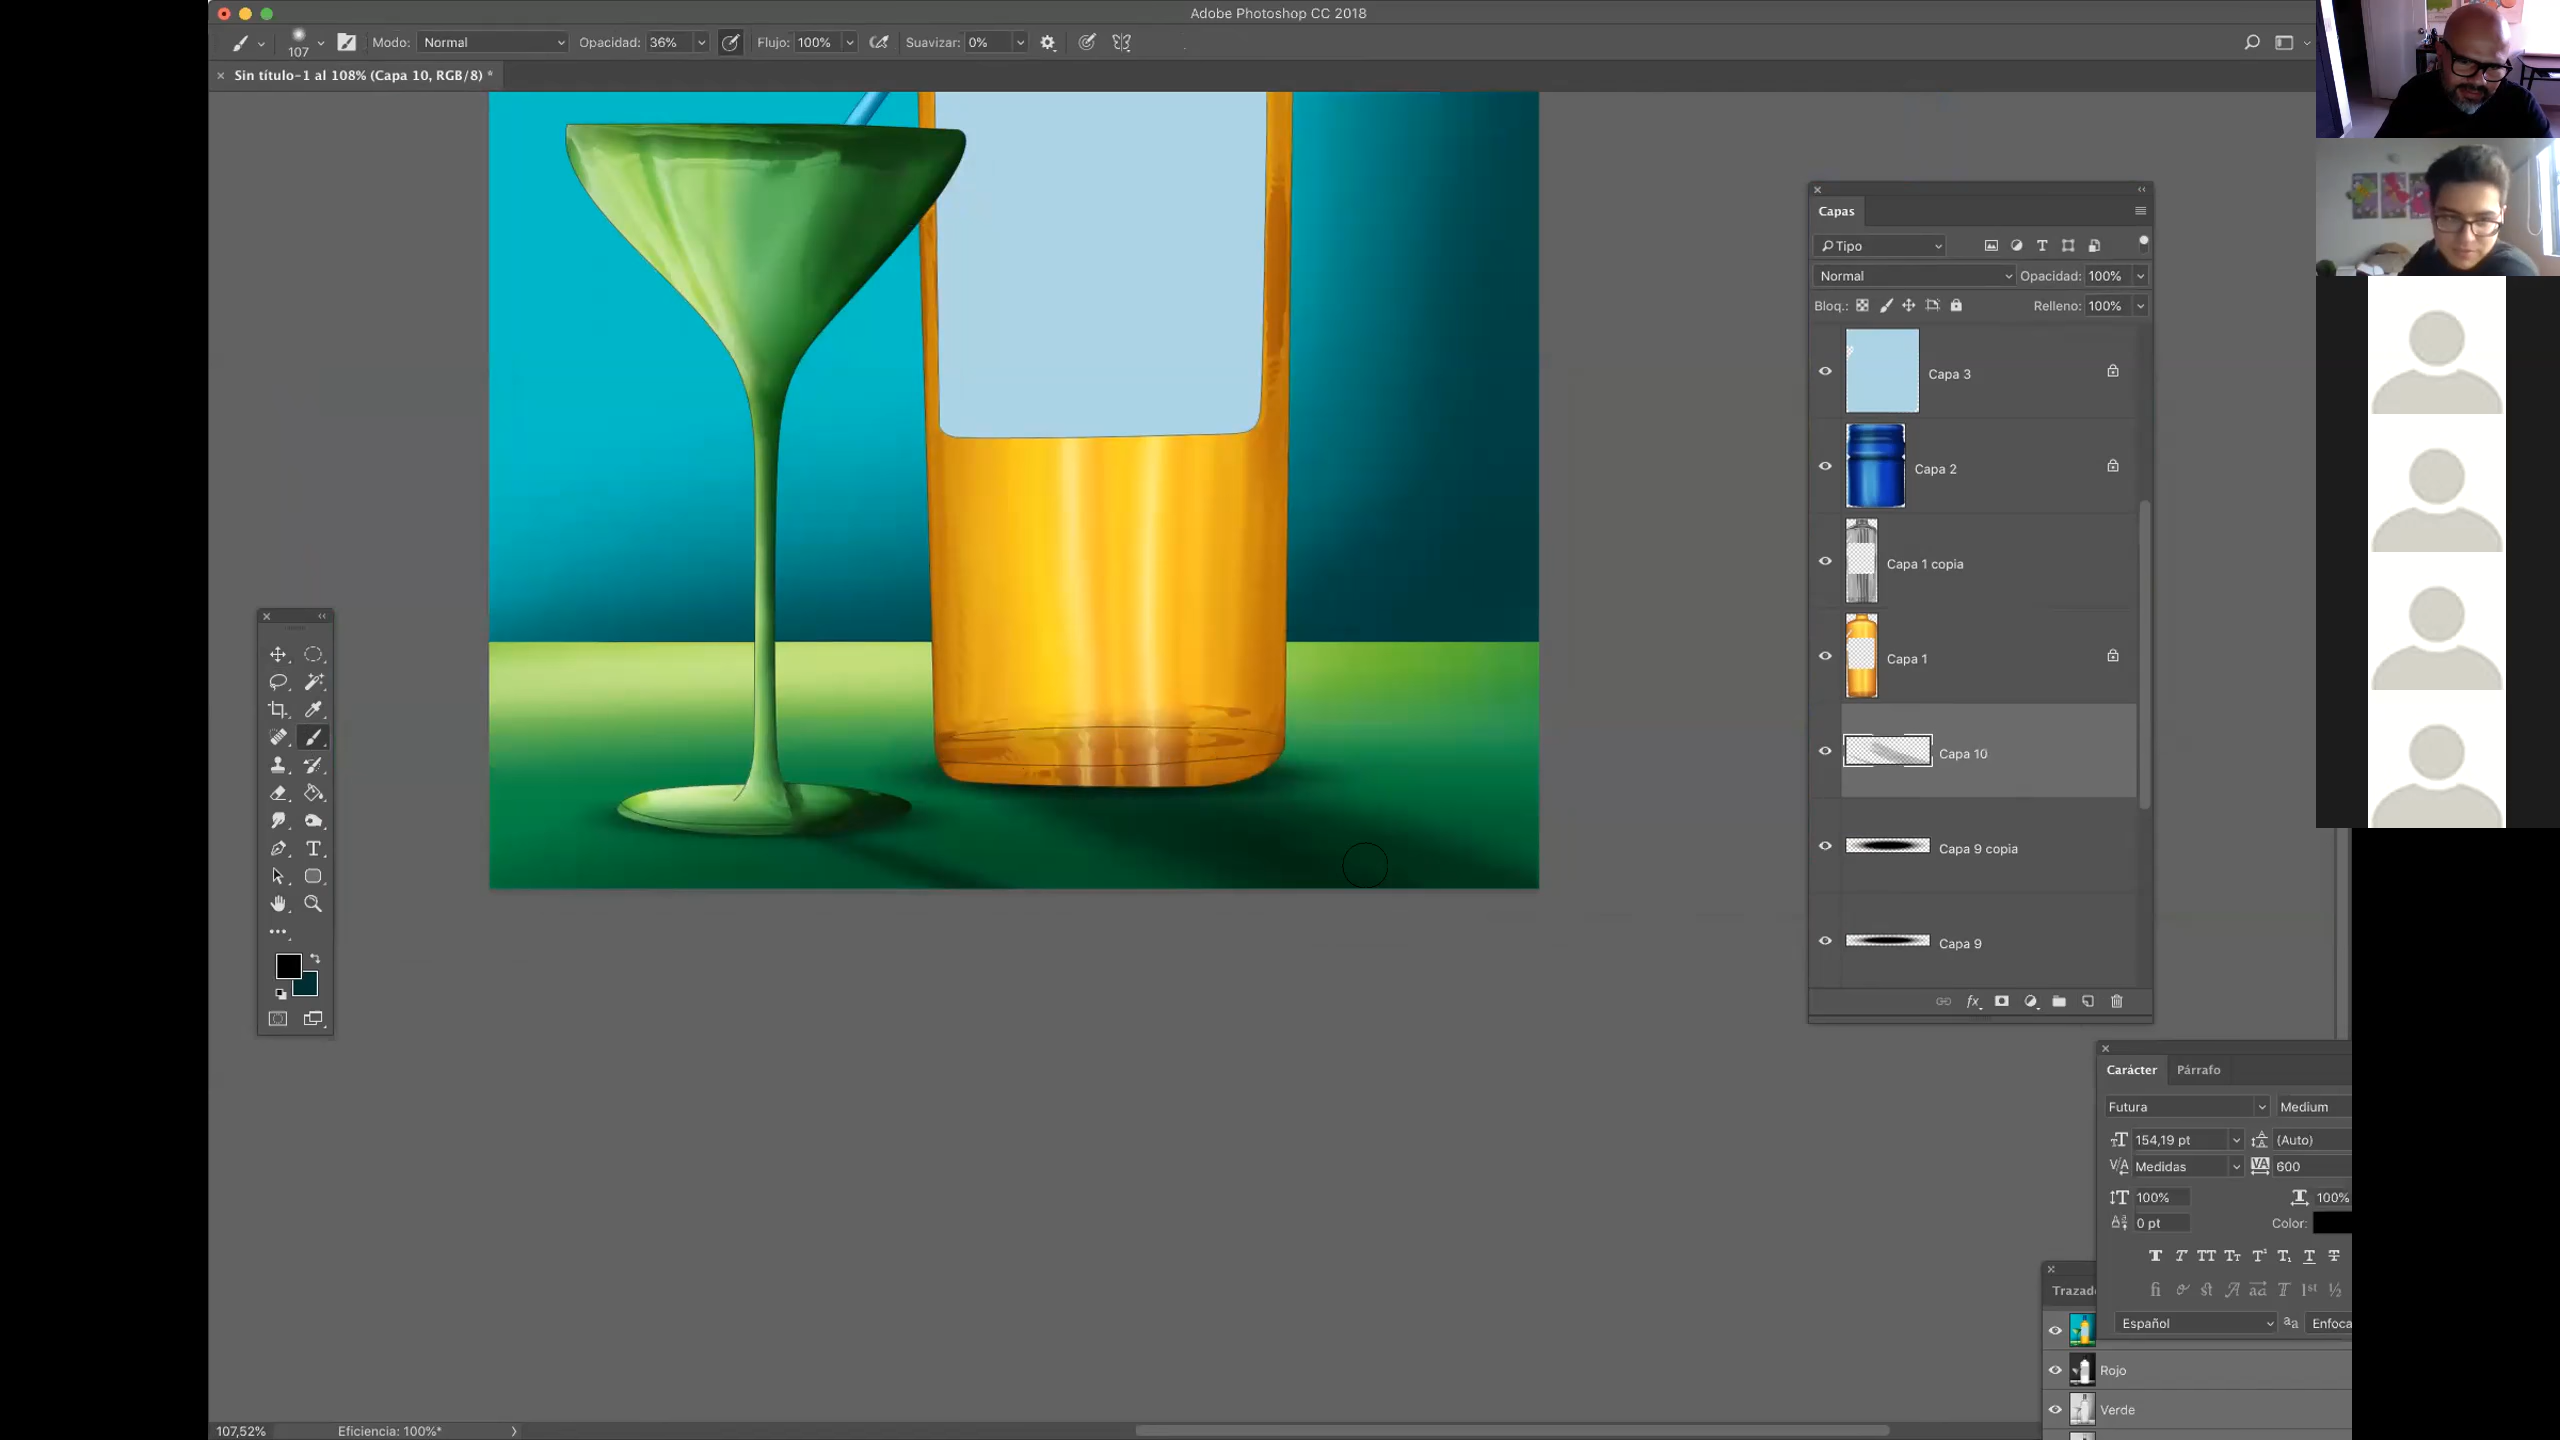 Adobe Photoshop CC 2018
107 Modo: Normal Opacidad: 36% Flujo: 100% Suavizar: 0%
× Sin título-1 al 108% (Capa 10, RGB/8) *
Capas
Tipo
Normal Opacidad: 100%
Bloq.: Relleno: 100%
Capa 3
Capa 2
Capa 1 copia
Capa 1
Capa 10
Capa 9 copia
Capa 9
fx
Carácter Párrafo
Futura Medium
154,19 pt (Auto)
Medidas 600
100% 100%
0 pt Color:
Español aa Enfoca
Trazad
Rojo
Verde
107,52% Eficiencia: 100%*